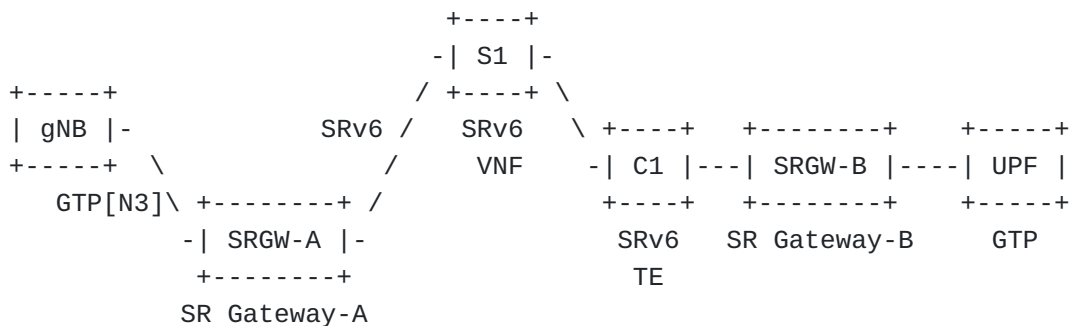 +----+
                          -| S1 |-
+-----+                  / +----+ \
| gNB |-           SRv6 /   SRv6   \ +----+   +--------+    +-----+
+-----+  \             /     VNF    -| C1 |---| SRGW-B |----| UPF |
   GTP[N3]\ +--------+ /              +----+   +--------+    +-----+
          -| SRGW-A |-                SRv6   SR Gateway-B     GTP
           +--------+                  TE
          SR Gateway-A